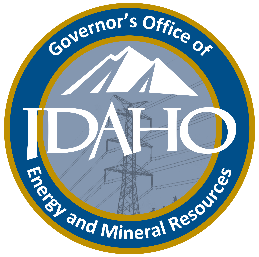 Governor's Office of
IDAHO
Energy and Mineral Resources